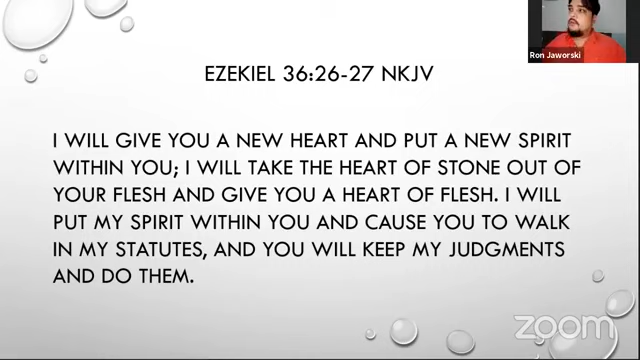 Ron Jaworski
EZEKIEL 36:26-27 NKJV
I WILL GIVE YOU A NEW HEART AND PUT A NEW SPIRIT
WITHIN YOU; I WILL TAKE THE HEART OF STONE OUT OF
YOUR FLESH AND GIVE YOU A HEART OF FLESH. I WILL
PUT MY SPIRIT WITHIN YOU AND CAUSE YOU TO WALK
IN MY STATUTES, AND YOU WILL KEEP MY JUDGMENTS
AND DO THEM.
zoom